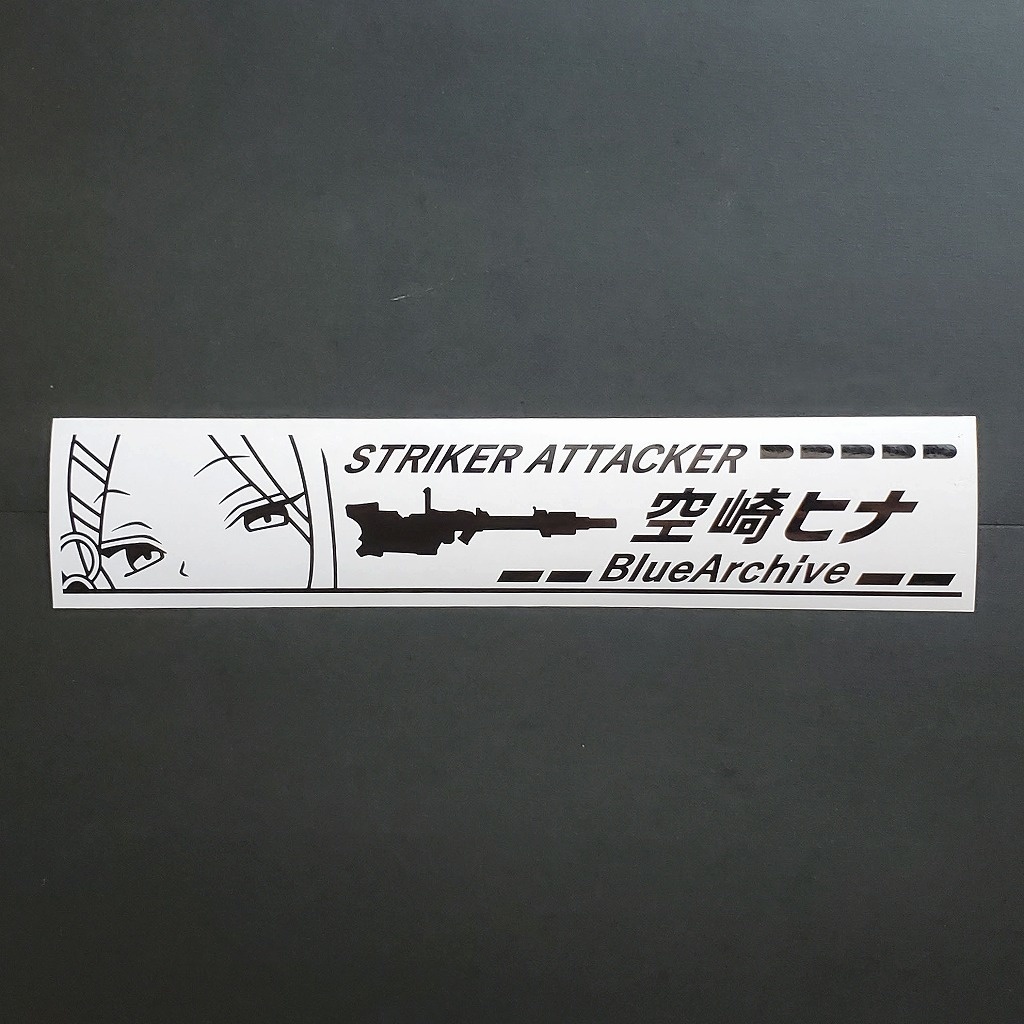 STRIKER ATTACKER
空崎ヒナ
BlueArchive